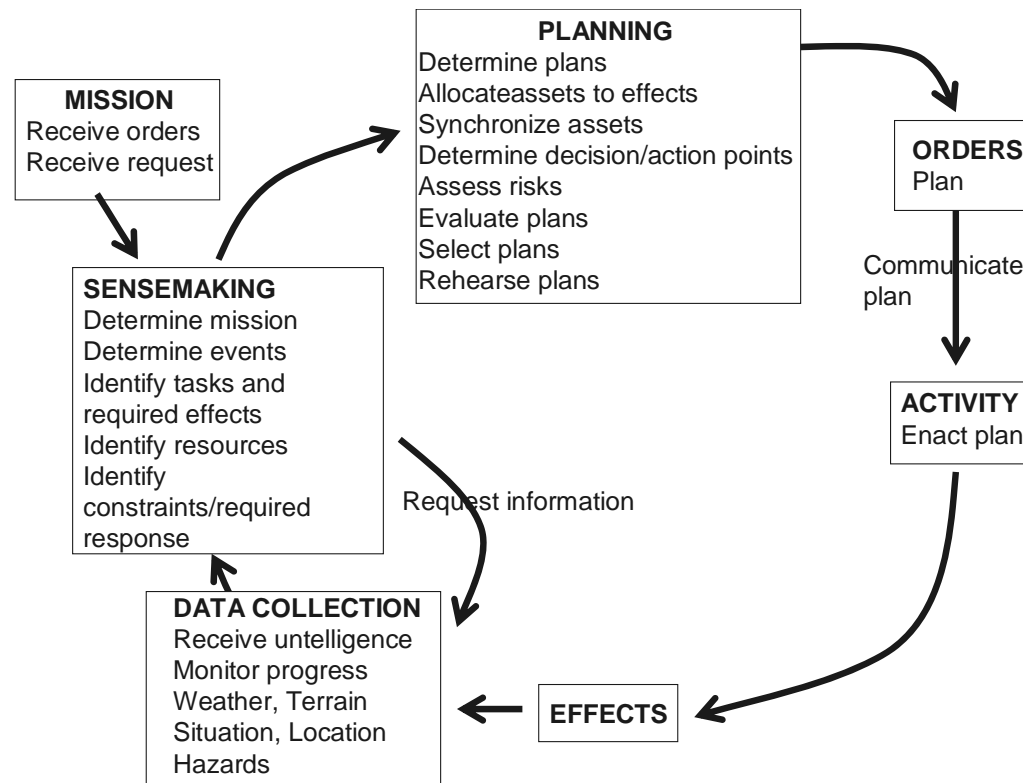 MISSION
Receive orders
Receive request
PLANNING
Determine plans
Allocateassets to effects
Synchronize assets
Determine decision/action points
Assess risks
Evaluate plans
Select plans
Rehearse plans
ORDERS
Plan
Communicate
plan
SENSEMAKING
Determine mission
Determine events
Identify tasks and
required effects
Identify resources
Identify
constraints/required
response
Request information
ACTIVITY
Enact plan
DATA COLLECTION
Receive untelligence
Monitor progress
Weather, Terrain
Situation, Location
Hazards
EFFECTS